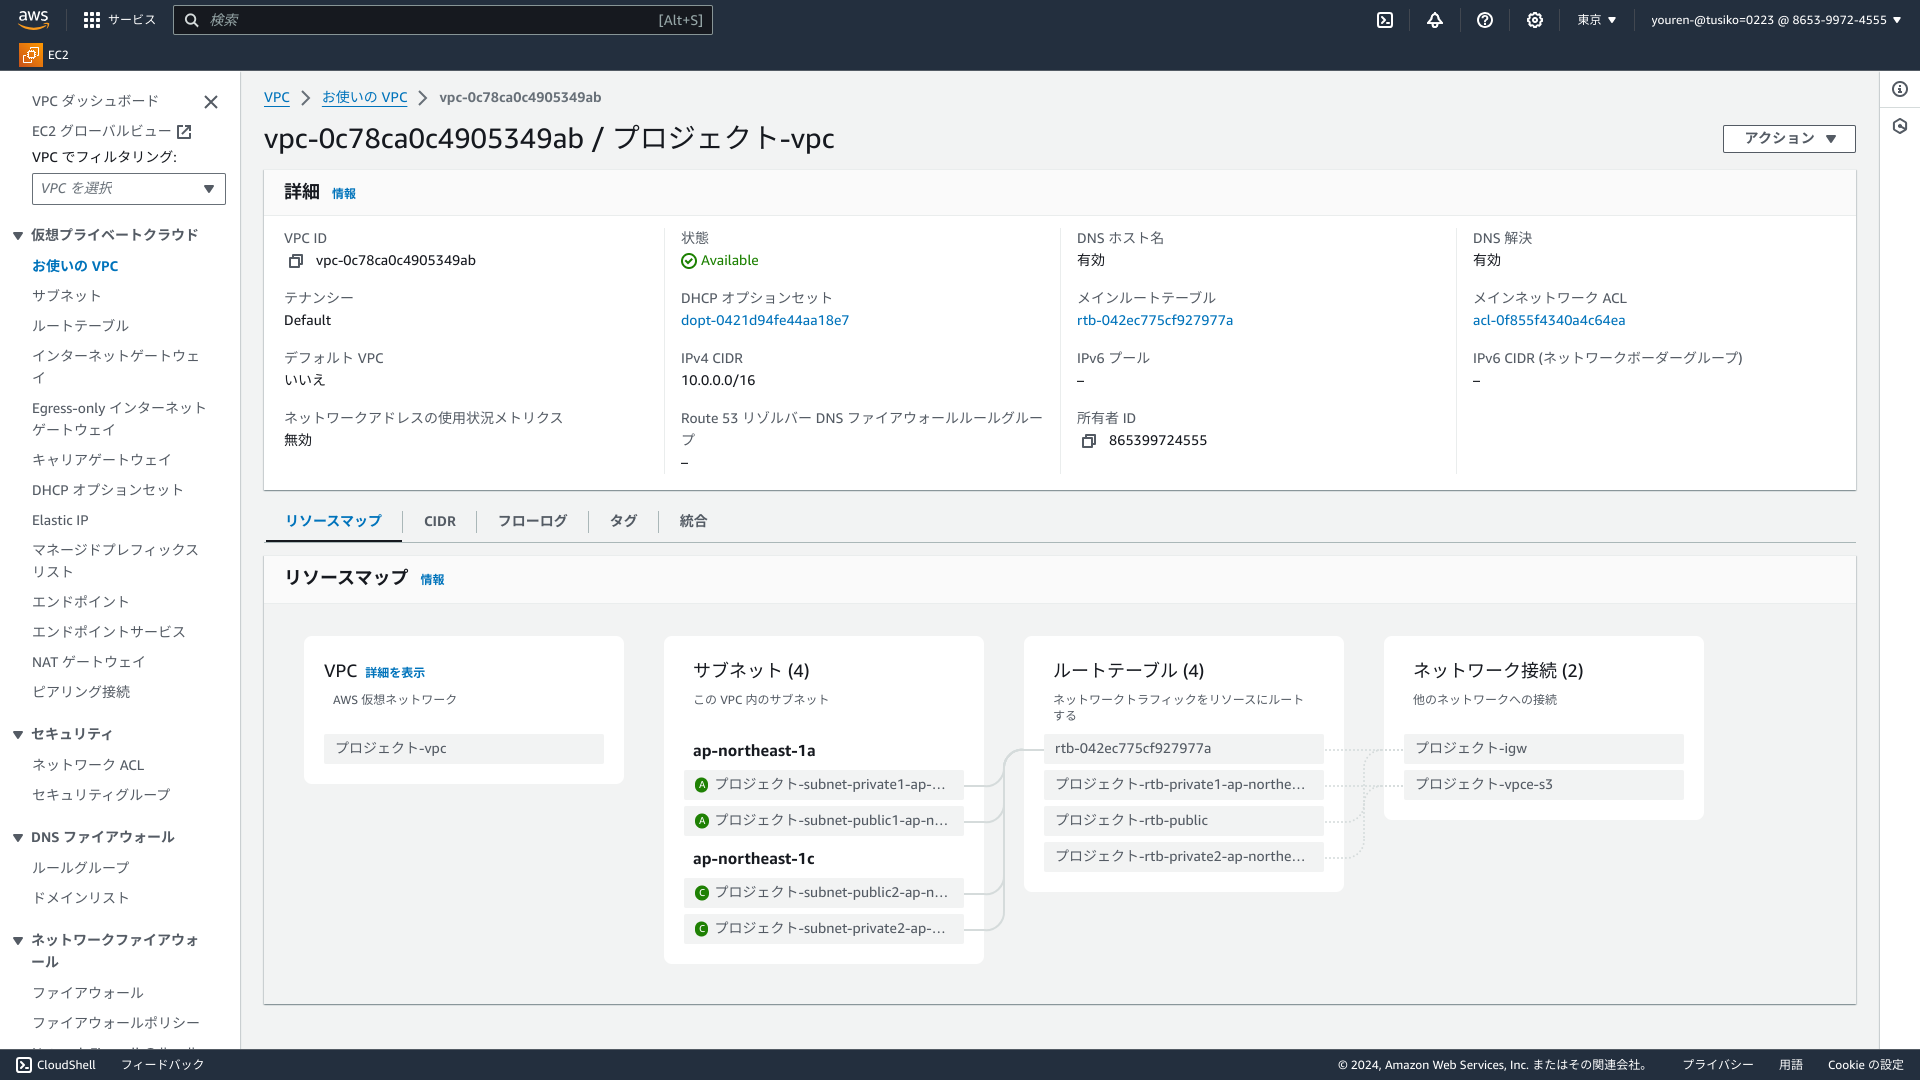 aws
サービス
検索
[Alt+S]
東京
youren-@tusiko=0223 @ 8653-9972-4555
EC2
VPC ダッシュボード
EC2 グローバルビュー
VPC でフィルタリング:
VPC を選択
仮想プライベートクラウド
お使いの VPC
サブネット
ルートテーブル
インターネットゲートウェ
イ
Egress-only インターネット
ゲートウェイ
キャリアゲートウェイ
DHCP オプションセット
Elastic IP
マネージドプレフィックス
リスト
エンドポイント
エンドポイントサービス
NAT ゲートウェイ
ピアリング接続
セキュリティ
ネットワーク ACL
セキュリティグループ
DNS ファイアウォール
ルールグループ
ドメインリスト
ネットワークファイアウォ
ール
ファイアウォール
ファイアウォールポリシー
VPC
お使いの VPC
vpc-0c78ca0c4905349ab
vpc-0c78ca0c4905349ab / プロジェクト-vpc
アクション
詳細 情報
VPC ID
vpc-0c78ca0c4905349ab
状態
Available
DNS ホスト名
有効
DNS 解決
有効
テナンシー
Default
DHCP オプションセット
dopt-0421d94fe44aa18e7
メインルートテーブル
rtb-042ec775cf927977a
メインネットワーク ACL
acl-0f855f4340a4c64ea
デフォルト VPC
いいえ
IPv4 CIDR
10.0.0.0/16
IPv6 プール
–
IPv6 CIDR (ネットワークボーダーグループ)
–
ネットワークアドレスの使用状況メトリクス
無効
Route 53 リゾルバー DNS ファイアウォールルールグルー
プ
–
所有者 ID
865399724555
リソースマップ
CIDR
フローログ
タグ
統合
リソースマップ 情報
VPC 詳細を表示
AWS 仮想ネットワーク
プロジェクト-vpc
サブネット (4)
この VPC 内のサブネット
ap-northeast-1a
A プロジェクト-subnet-private1-ap-...
A プロジェクト-subnet-public1-ap-n...
ap-northeast-1c
C プロジェクト-subnet-public2-ap-n...
C プロジェクト-subnet-private2-ap-...
ルートテーブル (4)
ネットワークトラフィックをリソースにルート
する
rtb-042ec775cf927977a
プロジェクト-rtb-private1-ap-northe...
プロジェクト-rtb-public
プロジェクト-rtb-private2-ap-northe...
ネットワーク接続 (2)
他のネットワークへの接続
プロジェクト-igw
プロジェクト-vpce-s3
CloudShell
フィードバック
© 2024, Amazon Web Services, Inc. またはその関連会社。
プライバシー
用語
Cookie の設定